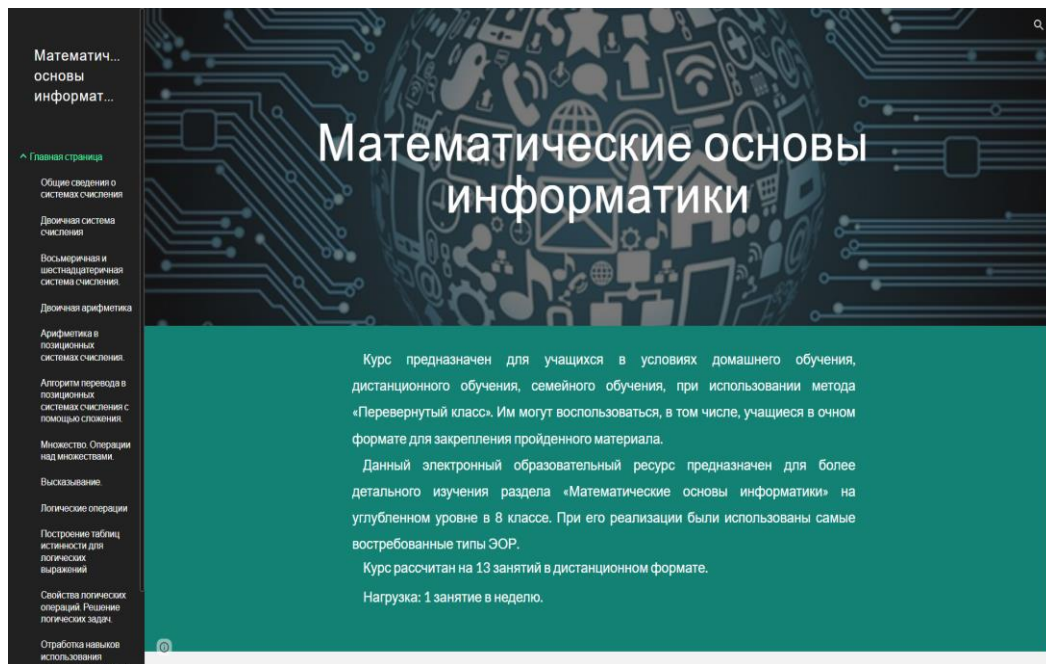 Математич...
основы
информат...
Главная страница
Общие сведения о
системах счисления
Двоичная система
счисления
Восьмеричная и
шестнадцатеричная
система счисления.
Двоичная арифметика
Арифметика в
позиционных
системах счисления.
Алгоритм перевода в
позиционных
системах счисления с
помощью сложения.
Множество. Операции
над множествами.
Высказывание.
Логические операции
Построение таблиц
истинности для
логических
выражений
Свойства логических
операций. Решение
логических задач.
Отработка навыков
использования
Математические основы
информатики
Курс предназначен для учащихся в условиях домашнего обучения,
дистанционного обучения, семейного обучения, при использовании метода
«Перевернутый класс». Им могут воспользоваться, в том числе, учащиеся в очном
формате для закрепления пройденного материала.
Данный электронный образовательный ресурс предназначен для более
детального изучения раздела «Математические основы информатики» на
углубленном уровне в 8 классе. При его реализации были использованы самые
востребованные типы ЭОР.
Курс рассчитан на 13 занятий в дистанционном формате.
Нагрузка: 1 занятие в неделю.